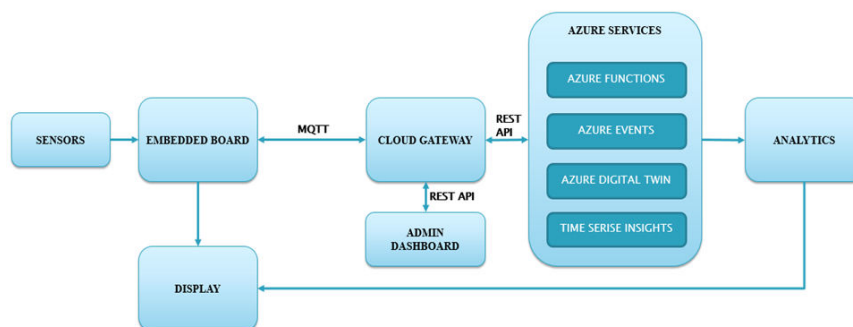 AZURE SERVICES
AZURE FUNCTIONS
SENSORS
EMBEDDED BOARD
MQTT
CLOUD GATEWAY
REST
API
AZURE EVENTS
ANALYTICS
AZURE DIGITAL TWIN
REST API
ADMIN
DASHBOARD
TIME SERISE INSIGHTS
DISPLAY